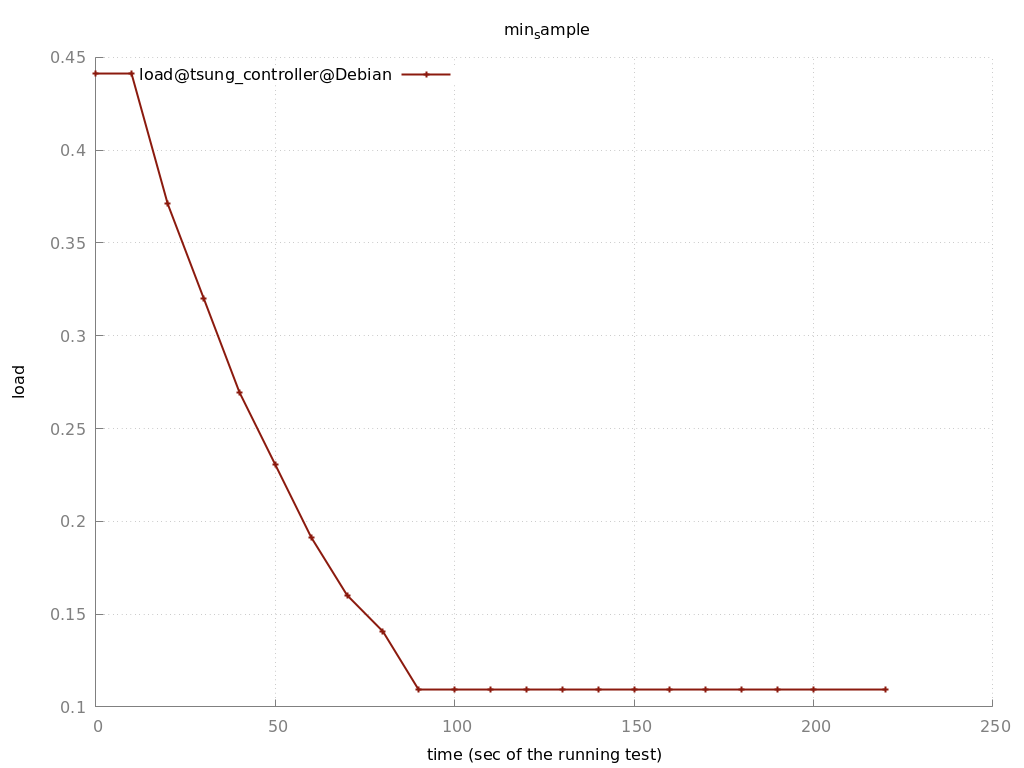 min_sample
0.45
load@tsung_controller@Debian
0.4
0.35
0.3
load
0.25
0.2
0.15
0.1
0 50 100 150 200 250
time (sec of the running test)